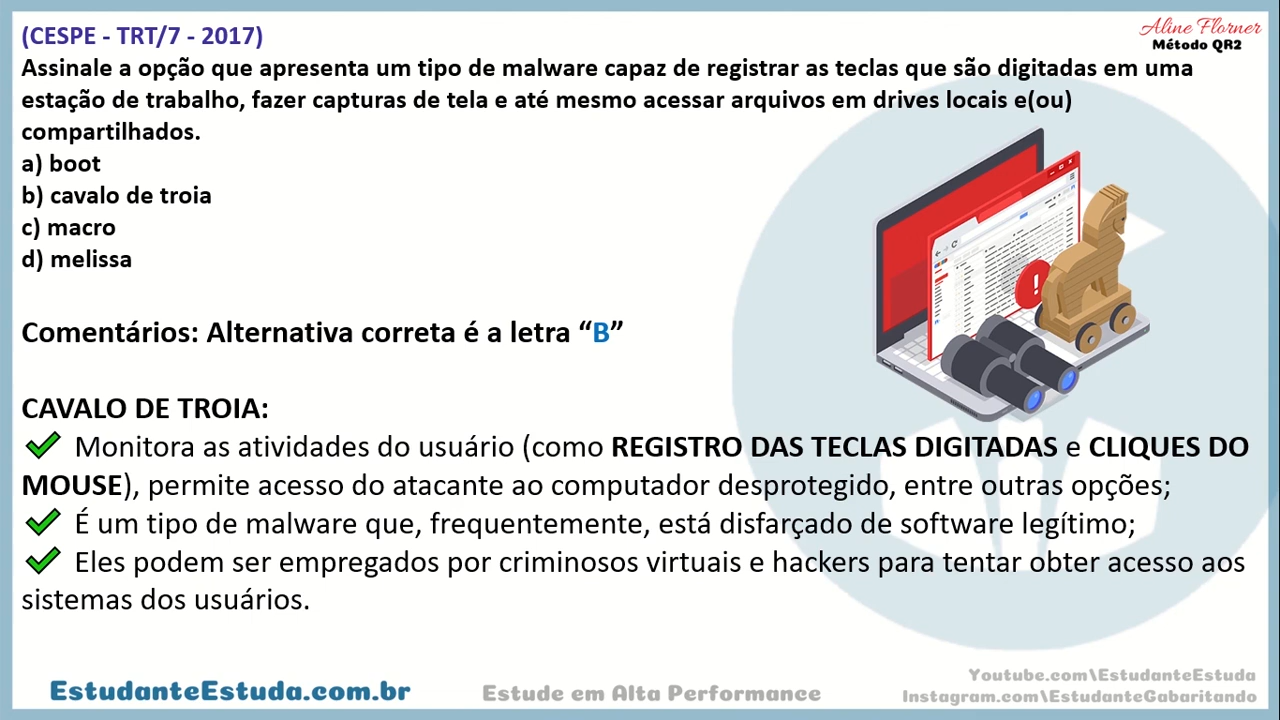 (CESPE - TRT/7 - 2017)
Aline Florner
Método QR2
Assinale a opção que apresenta um tipo de malware capaz de registrar as teclas que são digitadas em uma
estação de trabalho, fazer capturas de tela e até mesmo acessar arquivos em drives locais e(ou)
compartilhados.
a) boot
b) cavalo de troia
c) macro
d) melissa
Comentários: Alternativa correta é a letra “B”
CAVALO DE TROIA:
Monitora as atividades do usuário (como REGISTRO DAS TECLAS DIGITADAS e CLIQUES DO
MOUSE), permite acesso do atacante ao computador desprotegido, entre outras opções;
É um tipo de malware que, frequentemente, está disfarçado de software legítimo;
Eles podem ser empregados por criminosos virtuais e hackers para tentar obter acesso aos
sistemas dos usuários.
EstudanteEstuda.com.br
Estude em Alta Performance
Youtube.com\EstudanteEstuda
Instagram.com\EstudanteGabaritando